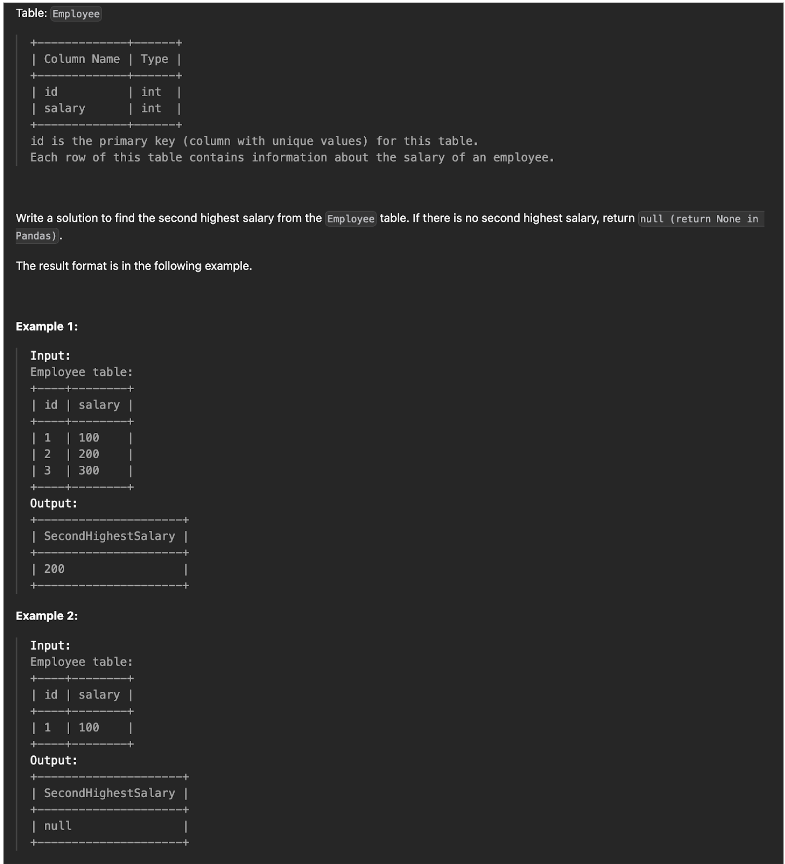 Table: Employee
+-------------+------+
| Column Name | Type |
+-------------+------+
| id          | int  |
| salary      | int  |
+-------------+------+
id is the primary key (column with unique values) for this table.
Each row of this table contains information about the salary of an employee.
Write a solution to find the second highest salary from the Employee table. If there is no second highest salary, return null (return None in
Pandas).
The result format is in the following example.
Example 1:
Input:
Employee table:
+----+--------+
| id | salary |
+----+--------+
| 1  | 100    |
| 2  | 200    |
| 3  | 300    |
+----+--------+
Output:
+---------------------+
| SecondHighestSalary |
+---------------------+
| 200                 |
+---------------------+
Example 2:
Input:
Employee table:
+----+--------+
| id | salary |
+----+--------+
| 1  | 100    |
+----+--------+
Output:
+---------------------+
| SecondHighestSalary |
+---------------------+
| null                |
+---------------------+